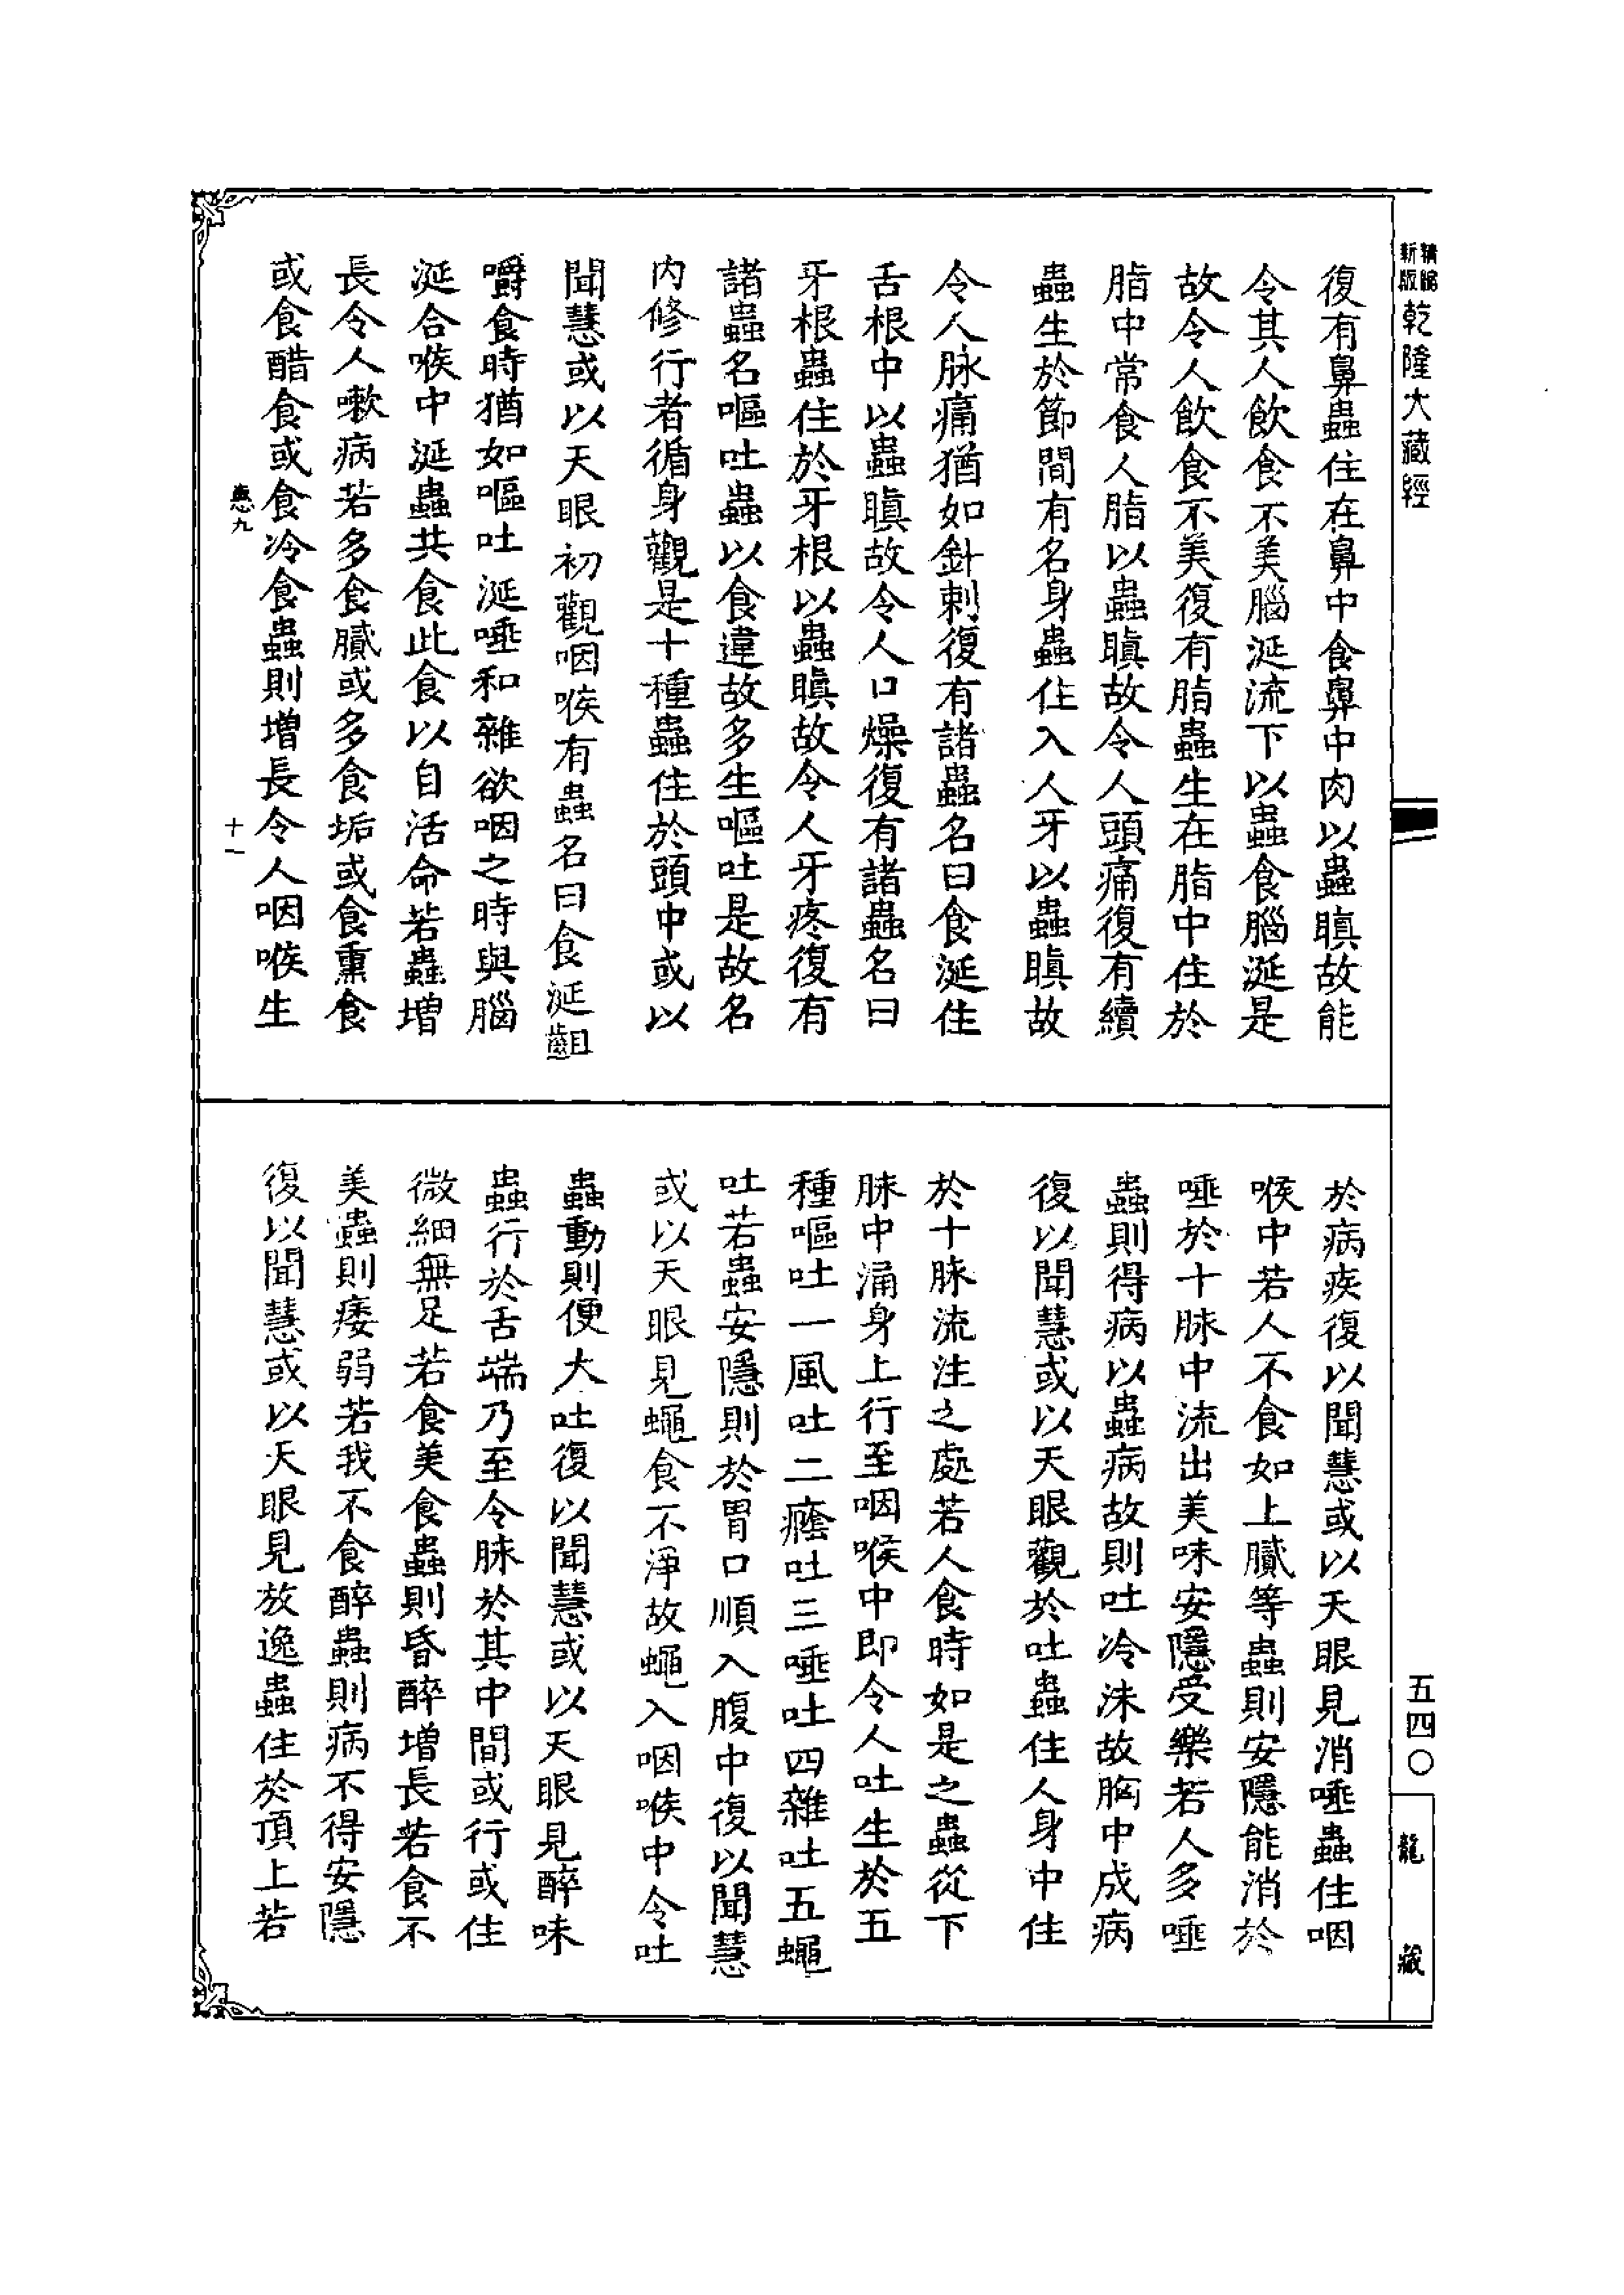 精縮
新版
乾隆大藏經
復有鼻蟲住在鼻中食鼻中肉以蟲瞋故能
令其人飲食不美腦涎流下以蟲食腦涎是
故令人飲食不美復有脂蟲生在脂中住於
脂中常食人脂以蟲瞋故令人頭痛復有續
蟲生於節間有名身蟲住入人牙以蟲瞋故
令人脉痛猶如針刺復有諸蟲名曰食涎住
舌根中以蟲瞋故令人口燥復有諸蟲名曰
牙根蟲住於牙根以蟲瞋故令人牙疼復有
諸蟲名嘔吐蟲以食違故多生嘔吐是故名
内修行者循身觀是十種蟲住於頭中或以
聞慧或以天眼初觀咽喉有蟲名曰食涎齟
嚼食時猶如嘔吐涎唾和雜欲咽之時與腦
涎合喉中涎蟲共食此食以自活命若蟲增
長令人嗽病若多食膩或多食垢或食熏食
或食醋食或食冷食蟲則增長令人咽喉生
九
十一
於病疾復以聞慧或以天眼見消唾蟲住咽
喉中若人不食如上膩等蟲則安隱能消於
唾於十脉中流出美味安隱受樂若人多唾
蟲則得病以蟲病故則吐冷沫故胸中成病
復以聞慧或以天眼觀於吐蟲住人身中住
於十脉流注之處若人食時如是之蟲從下
脉中涌身上行至咽喉中即令人吐生於五
種嘔吐一風吐二癊吐三唾吐四雜吐五蠅
吐若蟲安隱則於胃口順入腹中復以聞慧
或以天眼見蠅食不淨故蠅入咽喉中令吐
蟲動則便大吐復以聞慧或以天眼見醉味
蟲行於舌端乃至令脉於其中間或行或住
微細無足若食美食蟲則昏醉增長若食不
美蟲則痿弱若我不食醉蟲則病不得安隱
復以聞慧或以天眼見放逸蟲住於頂上若
五四〇
龍藏